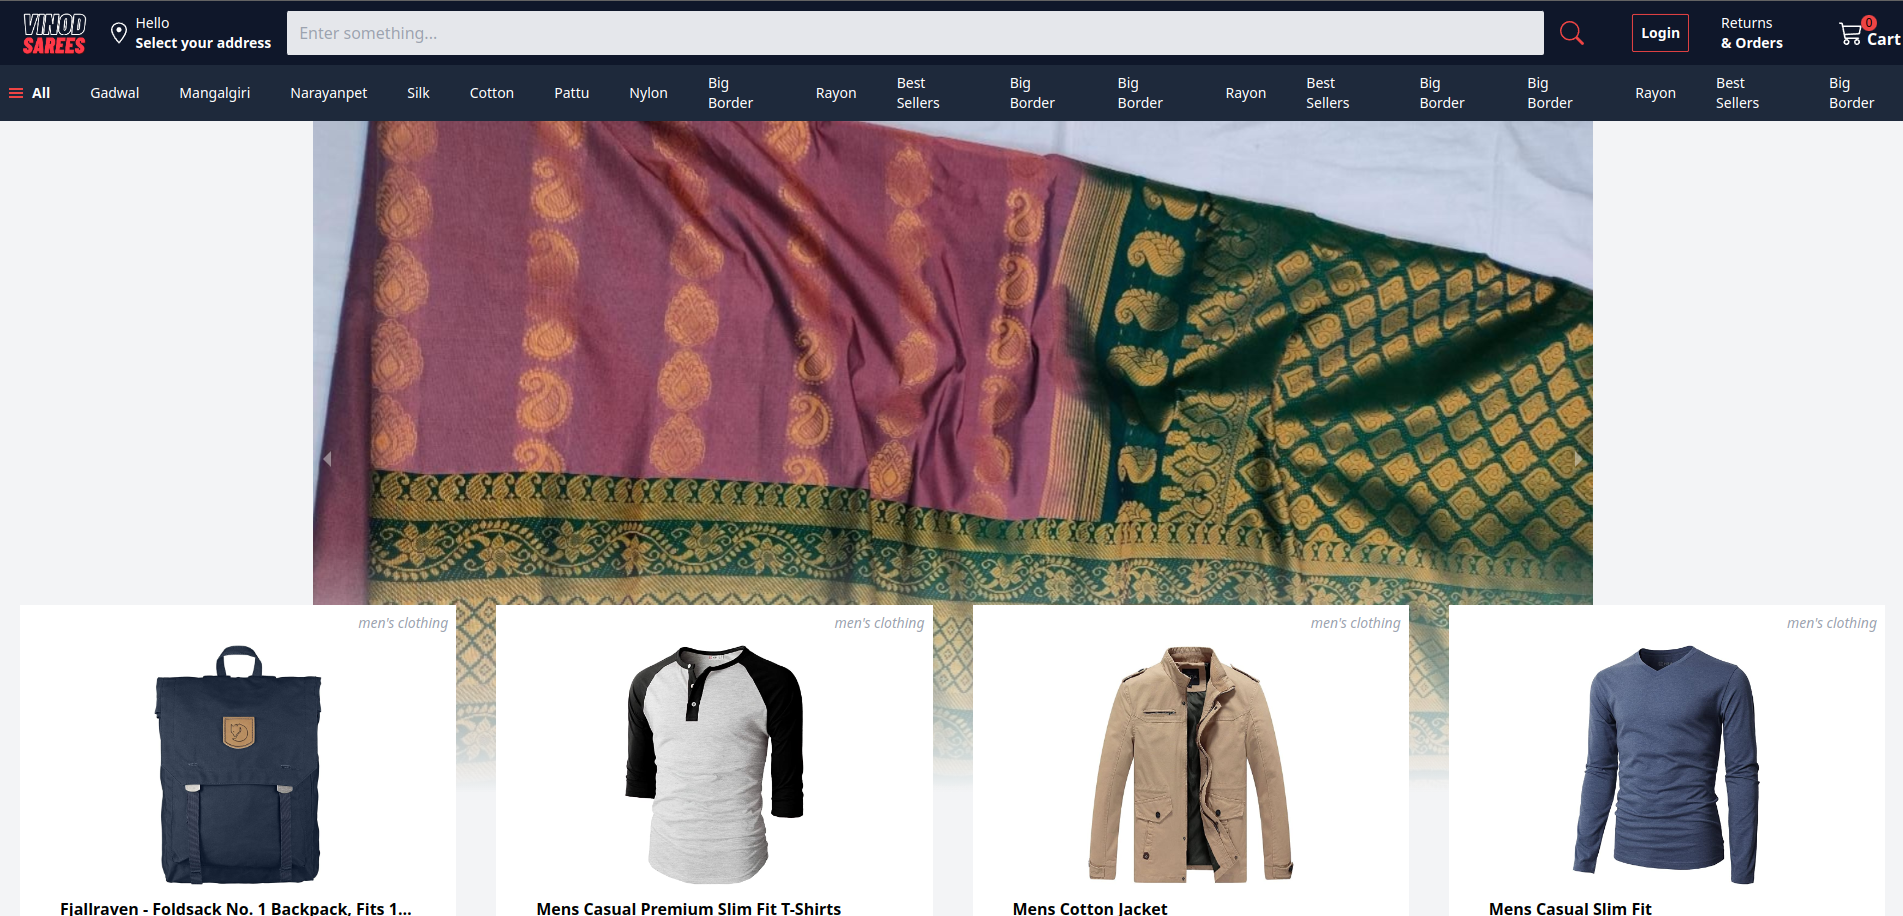 VINOD
SAREES
Hello
Select your address
Enter something...
Login
Returns
& Orders
0
Cart
All
Gadwal
Mangalgiri
Narayanpet
Silk
Cotton
Pattu
Nylon
Big
Border
Rayon
Best
Sellers
Big
Border
Big
Border
Rayon
Best
Sellers
Big
Border
Big
Border
Rayon
Best
Sellers
Big
Border
men's clothing
men's clothing
men's clothing
men's clothing
Fjallraven - Foldsack No. 1 Backpack, Fits 1...
Mens Casual Premium Slim Fit T-Shirts
Mens Cotton Jacket
Mens Casual Slim Fit